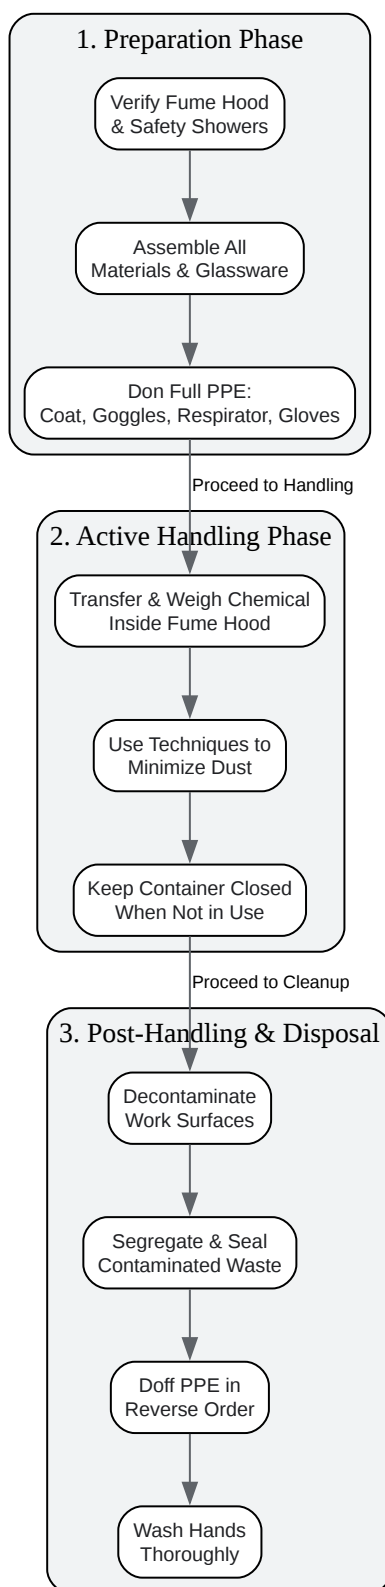 1. Preparation Phase
Verify Fume Hood
& Safety Showers
Assemble All
Materials & Glassware
Don Full PPE:
Coat, Goggles, Respirator, Gloves
Proceed to Handling
2. Active Handling Phase
Transfer & Weigh Chemical
Inside Fume Hood
Use Techniques to
Minimize Dust
Keep Container Closed
When Not in Use
Proceed to Cleanup
3. Post-Handling & Disposal
Decontaminate
Work Surfaces
Segregate & Seal
Contaminated Waste
Doff PPE in
Reverse Order
Wash Hands
Thoroughly